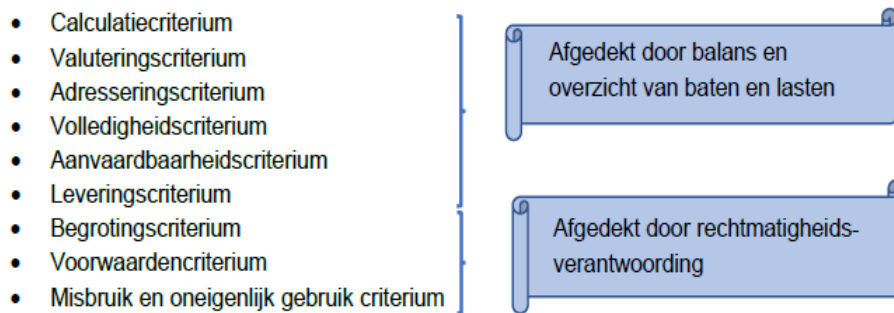 • Calculatiecriterium
• Valuteringscriterium
• Adresseringscriterium
• Volledigheidscriterium
• Aanvaardbaarheidscriterium
• Leveringscriterium
• Begrotingscriterium
• Voorwaardencriterium
• Misbruik en oneigenlijk gebruik criterium
Afgedekt door balans en
overzicht van baten en lasten
Afgedekt door rechtmatigheids-
verantwoording